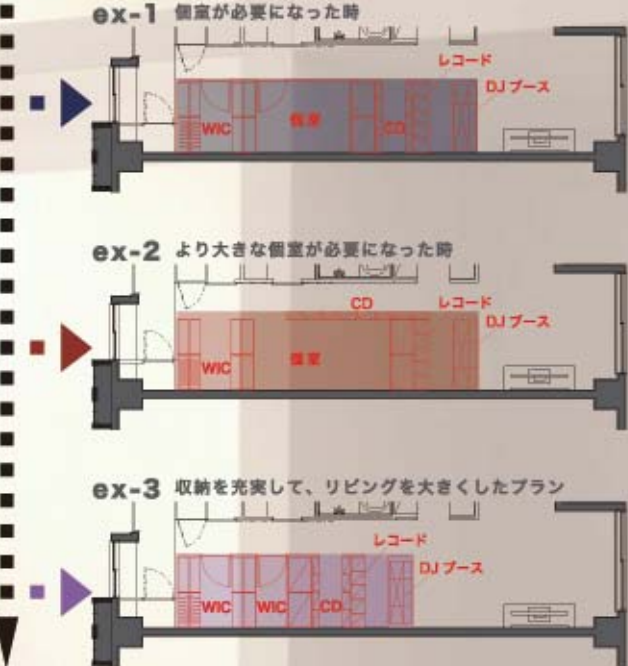 ex-1 個室が必要になった時
レコード
DJ ブース
WIC
個室
CD
ex-2 より大きな個室が必要になった時
CD
レコード
DJ ブース
WIC
個室
ex-3 収納を充実して、リビングを大きくしたプラン
レコード
DJ ブース
WIC
WIC
CD